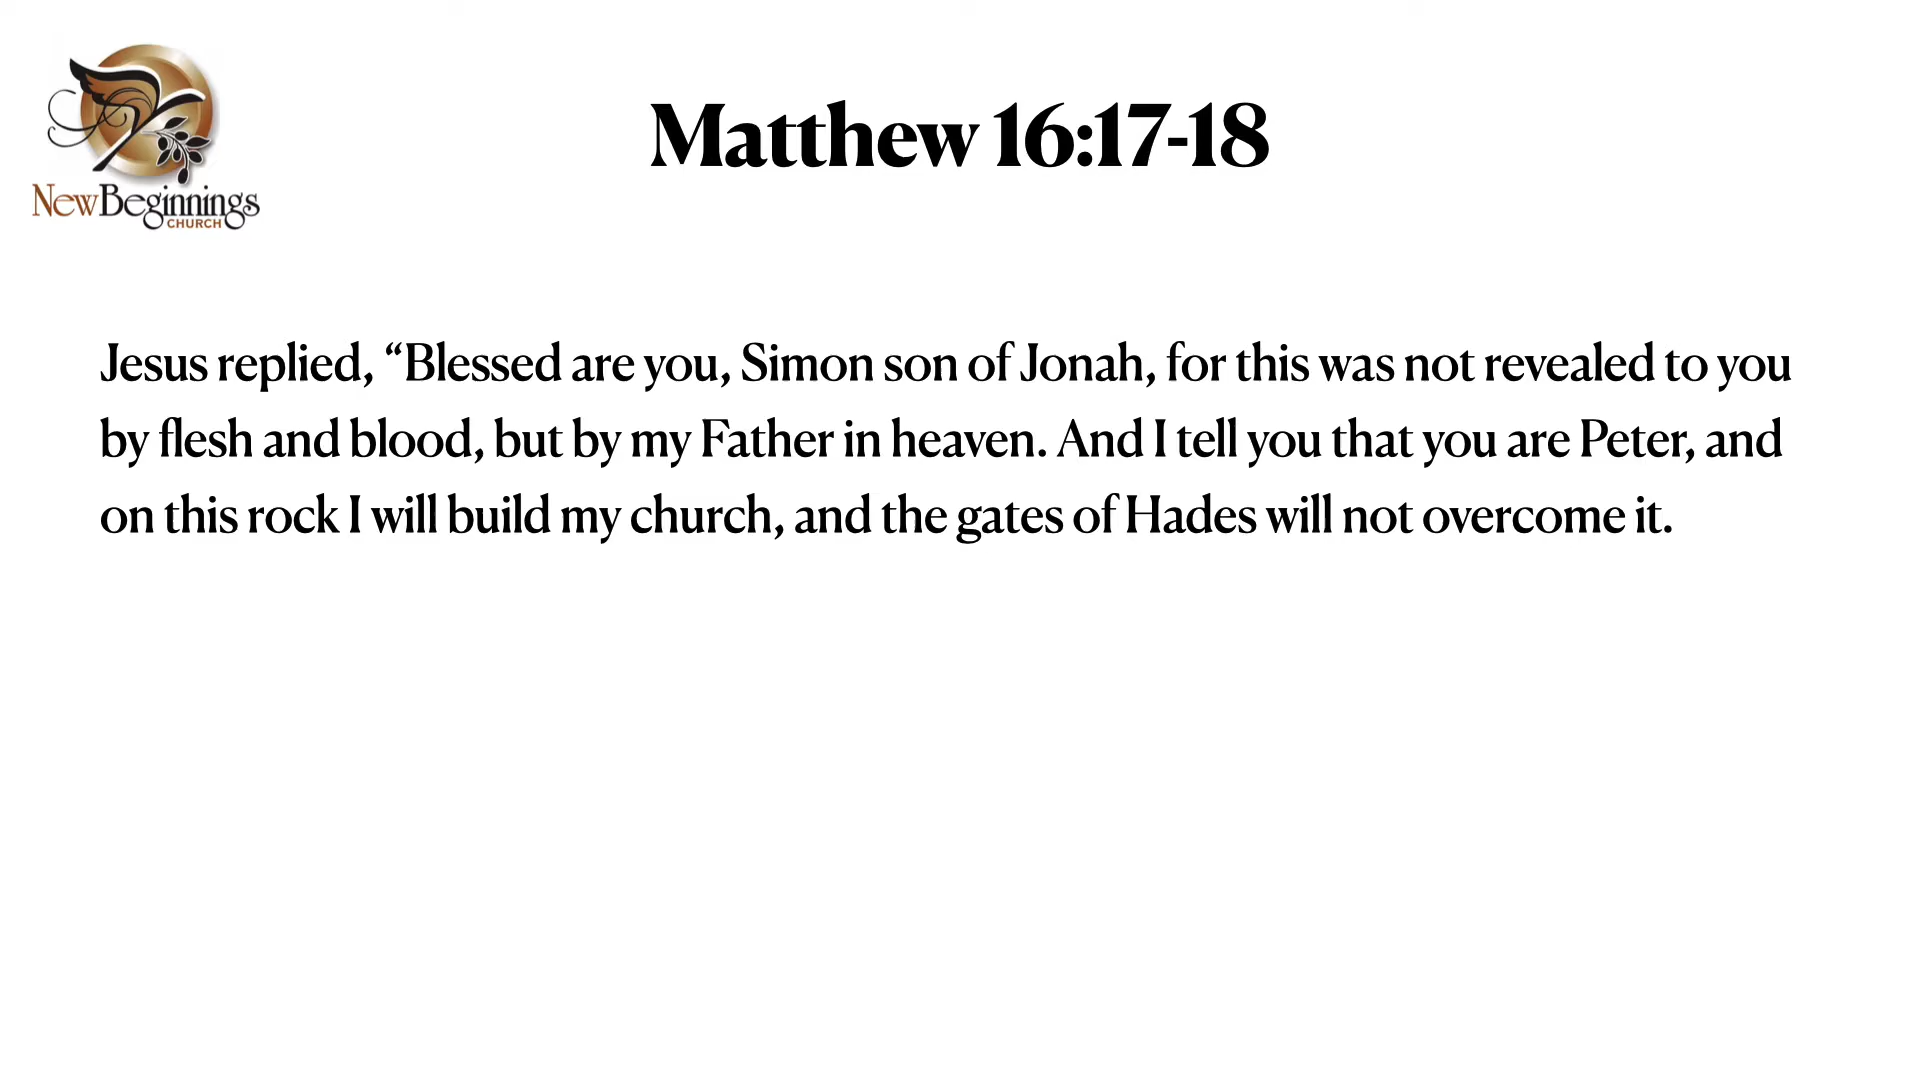 NewBeginnings
CHURCH
Matthew 16:17-18
Jesus replied, “Blessed are you, Simon son of Jonah, for this was not revealed to you
by flesh and blood, but by my Father in heaven. And I tell you that you are Peter, and
on this rock I will build my church, and the gates of Hades will not overcome it.